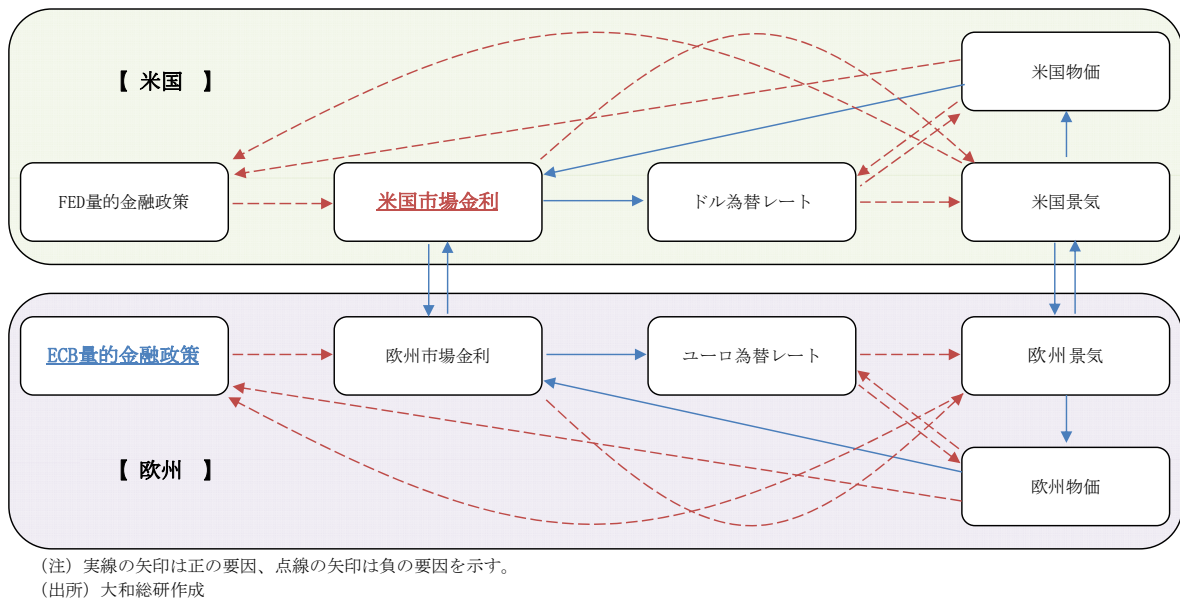 【 米国 】
米国物価
FED量的金融政策
米国市場金利
ドル為替レート
米国景気
ECB量的金融政策
欧州市場金利
ユーロ為替レート
欧州景気
【 欧州 】
欧州物価
(注) 実線の矢印は正の要因、点線の矢印は負の要因を示す。
(出所) 大和総研作成